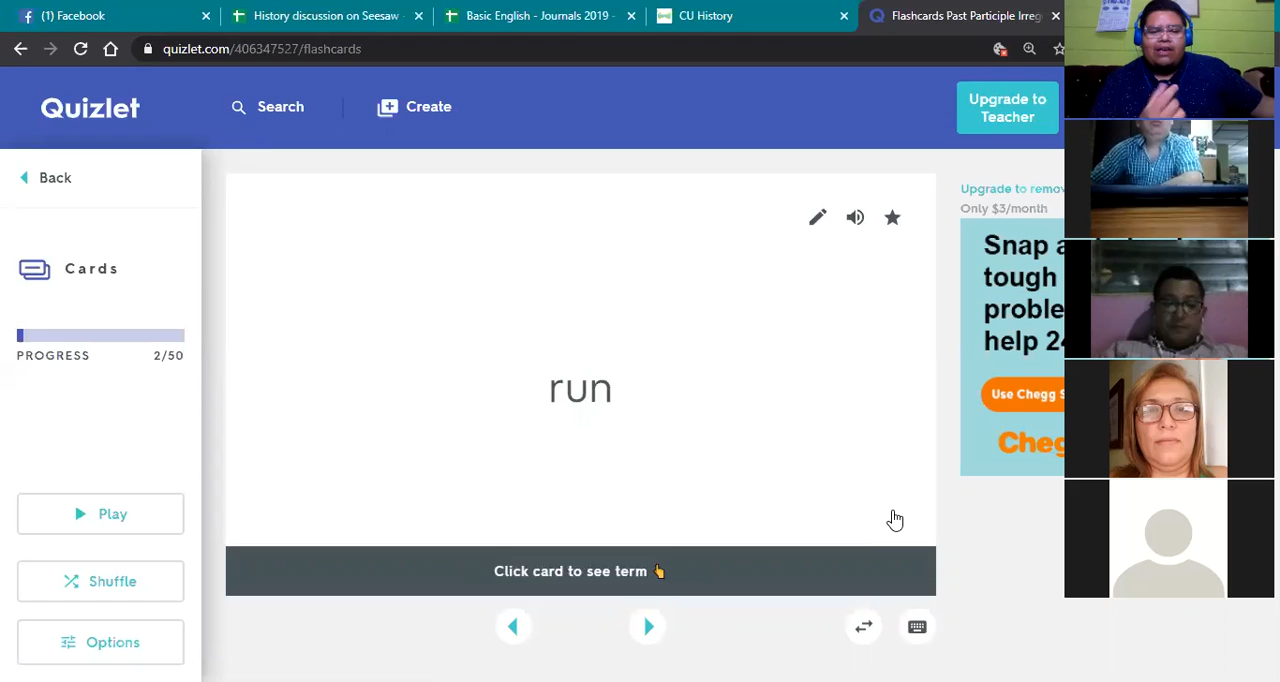 (1) Facebook
History discussion on Seesaw
Basic English - Journals 2019 -
CU History
Flashcards Past Participle Irreg
quizlet.com/406347527/flashcards
Quizlet
Search
Create
Upgrade to
Teacher
Back
Cards
PROGRESS 2/50
Play
Shuffle
Options
run
Click card to see term
Upgrade to remov
Only $3/month
Snap a
tough
proble
help 24
Use Chegg S
Cheg